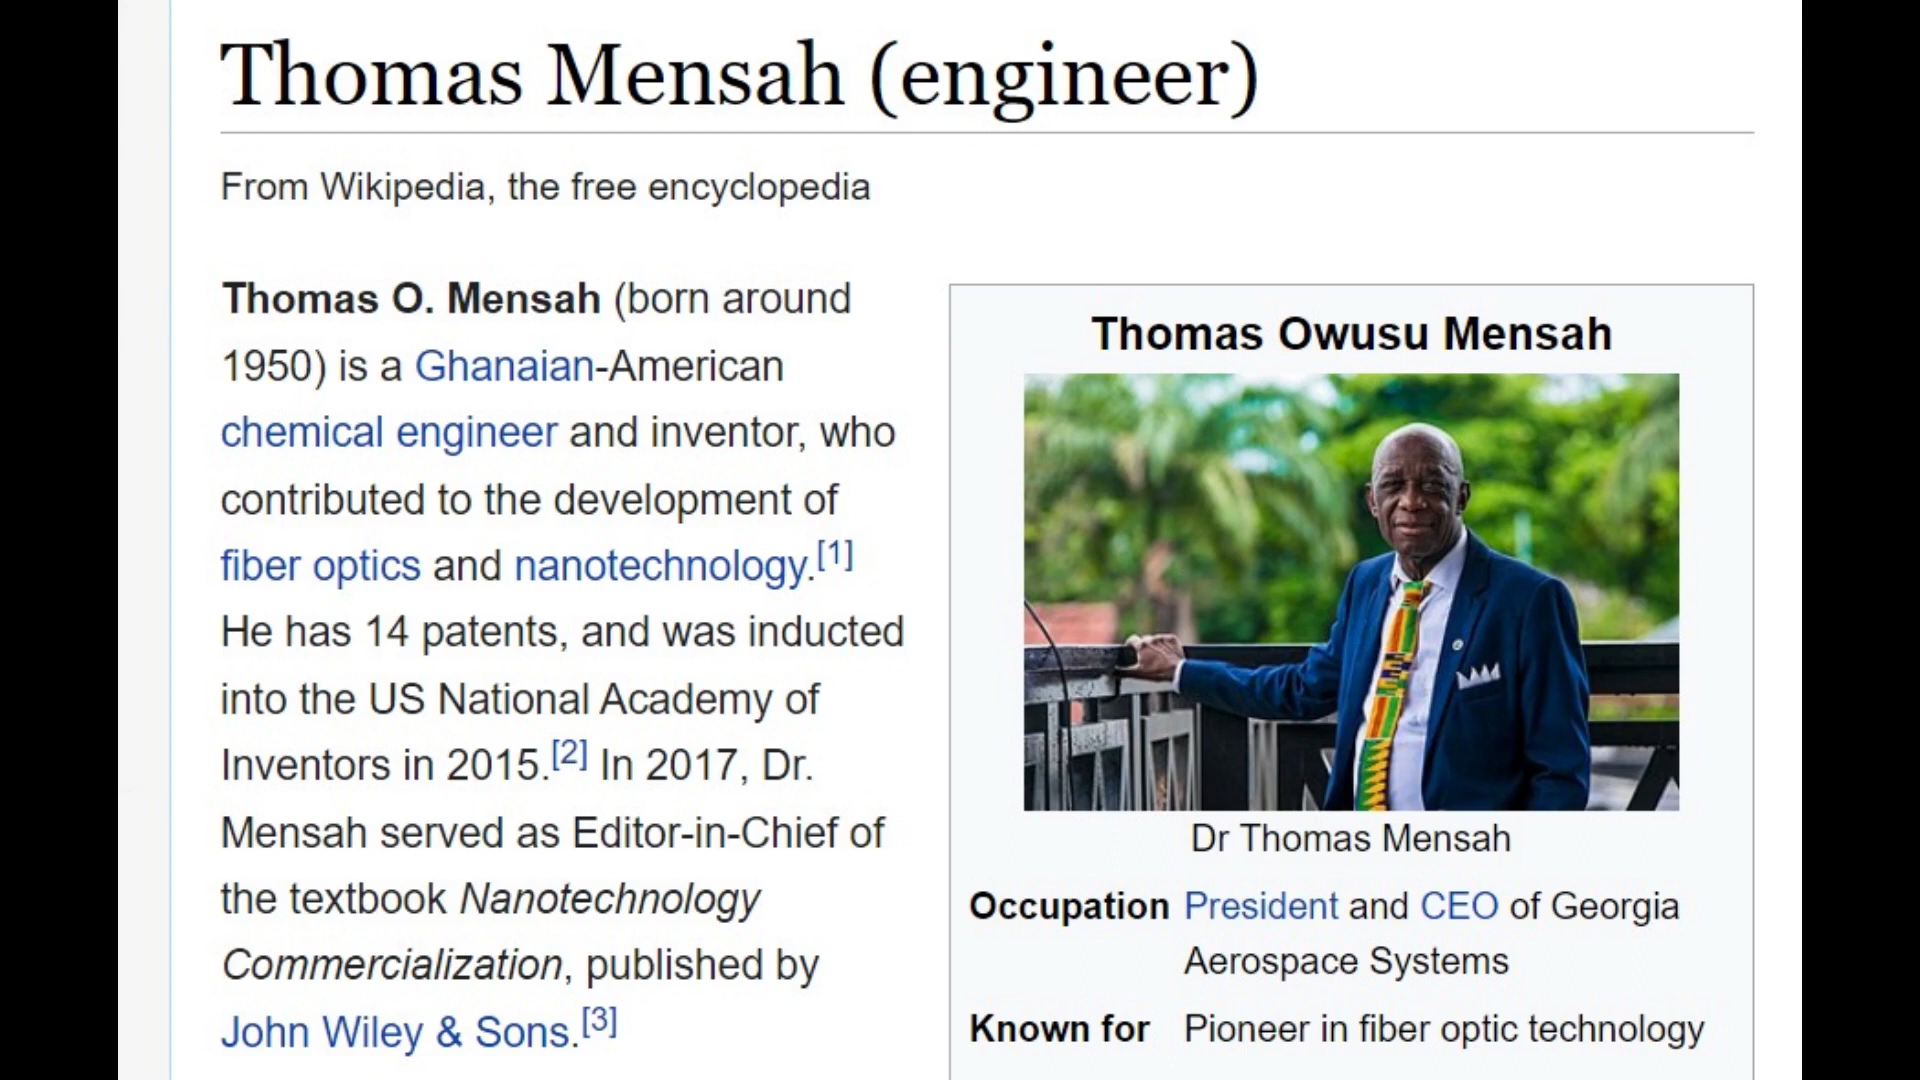 Thomas Mensah (engineer)
From Wikipedia, the free encyclopedia
Thomas O. Mensah (born around
1950) is a Ghanaian-American
chemical engineer and inventor, who
contributed to the development of
fiber optics and nanotechnology.[1]
He has 14 patents, and was inducted
into the US National Academy of
Inventors in 2015.[2] In 2017, Dr.
Mensah served as Editor-in-Chief of
the textbook Nanotechnology
Commercialization, published by
John Wiley & Sons.[3]
Thomas Owusu Mensah
Dr Thomas Mensah
Occupation President and CEO of Georgia
Aerospace Systems
Known for Pioneer in fiber optic technology